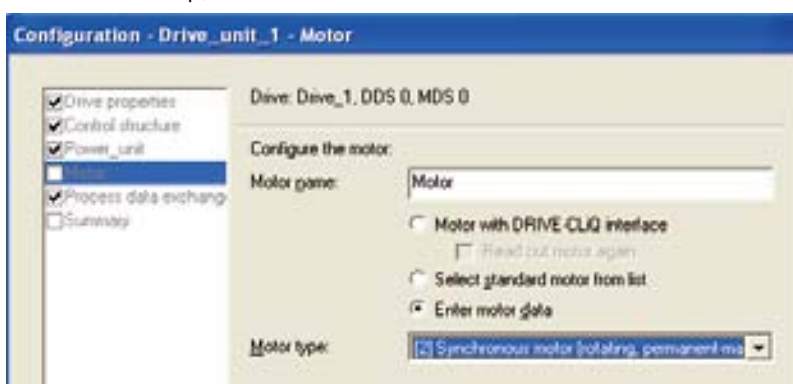 Configuration - Drive_unit_1 - Motor
Drive properties
Control structure
Power_unit
Motor
Process data exchang
Summary
Drive: Drive_1, DDS 0, MDS 0
Configure the motor:
Motor name:
Motor
Motor with DRIVE-CLiQ interface
Read out motor again
Select standard motor from list
Enter motor data
Motor type:
[2] Synchronous motor (rotating, permanent-ma